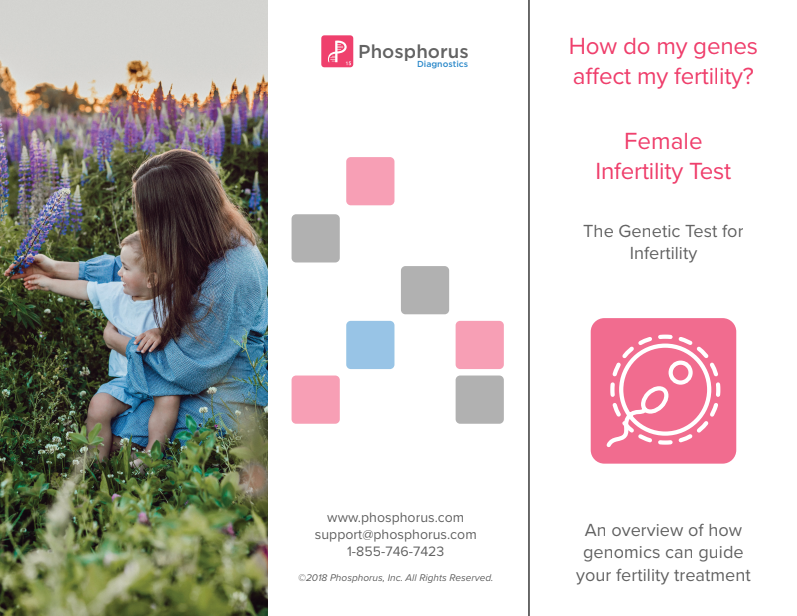 Phosphorus
Diagnostics
www.phosphorus.com
support@phosphorus.com
1-855-746-7423
©2018 Phosphorus, Inc. All Rights Reserved.
How do my genes
affect my fertility?
Female
Infertility Test
The Genetic Test for
Infertility
An overview of how
genomics can guide
your fertility treatment